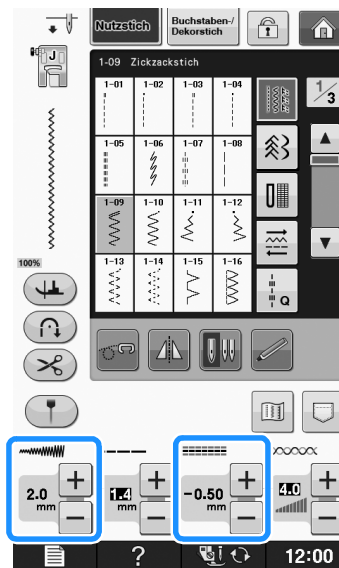 Nutzstich
Buchstaben-/
Dekorstich
J
1-09 Zickzackstich
1-01 1-02 1-03 1-04
1/3
1-05 1-06 1-07 1-08
1-09 1-10 1-11 1-12
1-13 1-14 1-15 1-16
100%
Q
2.0 mm + −
1.4 mm + −
-0.50 mm + −
4.0 + −
?
12:00